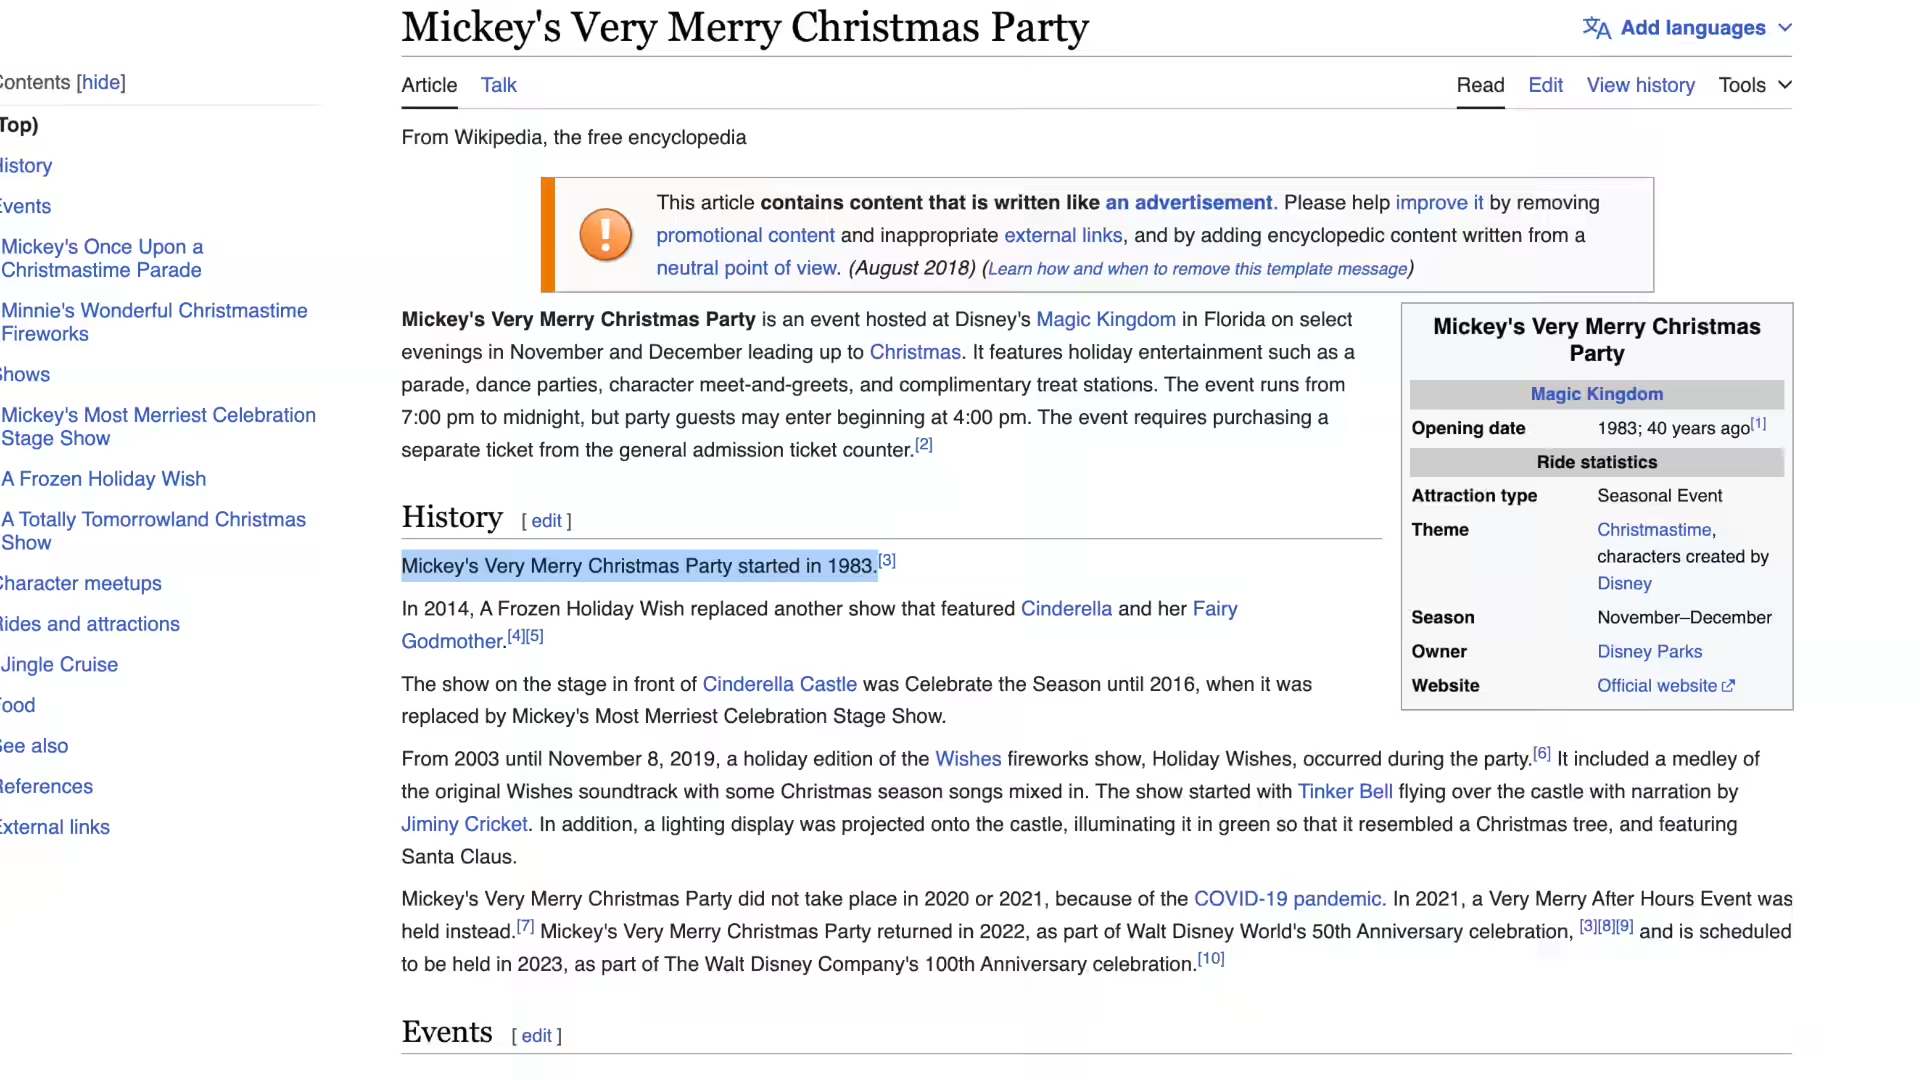 Mickey's Very Merry Christmas Party
Add languages
Contents [hide]
(Top)
History
Events
Mickey's Once Upon a
Christmastime Parade
Minnie's Wonderful Christmastime
Fireworks
Shows
Mickey's Most Merriest Celebration
Stage Show
A Frozen Holiday Wish
A Totally Tomorrowland Christmas
Show
Character meetups
Rides and attractions
Jingle Cruise
Food
See also
References
External links
Article Talk
Read Edit View history Tools
From Wikipedia, the free encyclopedia
This article contains content that is written like an advertisement. Please help improve it by removing
promotional content and inappropriate external links, and by adding encyclopedic content written from a
neutral point of view. (August 2018) (Learn how and when to remove this template message)
Mickey's Very Merry Christmas Party is an event hosted at Disney's Magic Kingdom in Florida on select
evenings in November and December leading up to Christmas. It features holiday entertainment such as a
parade, dance parties, character meet-and-greets, and complimentary treat stations. The event runs from
7:00 pm to midnight, but party guests may enter beginning at 4:00 pm. The event requires purchasing a
separate ticket from the general admission ticket counter.[2]
Mickey's Very Merry Christmas
Party
Magic Kingdom
Opening date 1983; 40 years ago[1]
Ride statistics
Attraction type Seasonal Event
Theme Christmastime,
characters created by
Disney
Season November–December
Owner Disney Parks
Website Official website
History [ edit ]
Mickey's Very Merry Christmas Party started in 1983.[3]
In 2014, A Frozen Holiday Wish replaced another show that featured Cinderella and her Fairy
Godmother.[4][5]
The show on the stage in front of Cinderella Castle was Celebrate the Season until 2016, when it was
replaced by Mickey's Most Merriest Celebration Stage Show.
From 2003 until November 8, 2019, a holiday edition of the Wishes fireworks show, Holiday Wishes, occurred during the party.[6] It included a medley of
the original Wishes soundtrack with some Christmas season songs mixed in. The show started with Tinker Bell flying over the castle with narration by
Jiminy Cricket. In addition, a lighting display was projected onto the castle, illuminating it in green so that it resembled a Christmas tree, and featuring
Santa Claus.
Mickey's Very Merry Christmas Party did not take place in 2020 or 2021, because of the COVID-19 pandemic. In 2021, a Very Merry After Hours Event was
held instead.[7] Mickey's Very Merry Christmas Party returned in 2022, as part of Walt Disney World's 50th Anniversary celebration, [3][8][9] and is scheduled
to be held in 2023, as part of The Walt Disney Company's 100th Anniversary celebration.[10]
Events [ edit ]